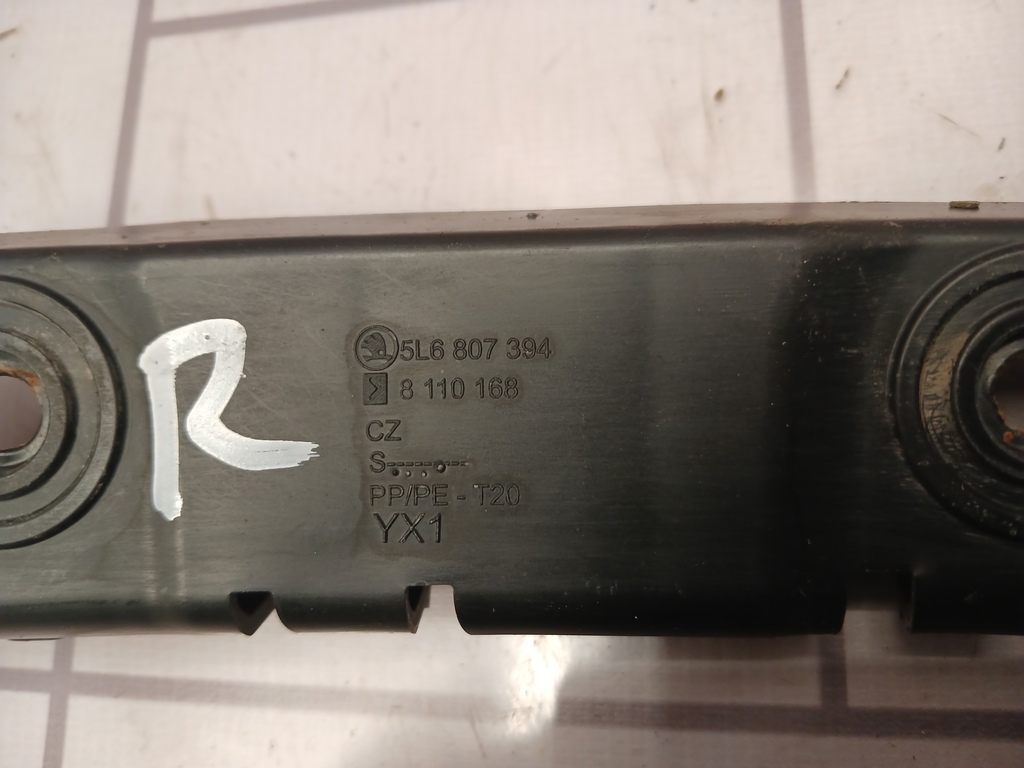 R
5L6 807 394
8 110 168
CZ
S
PP/PE - T20
YX1